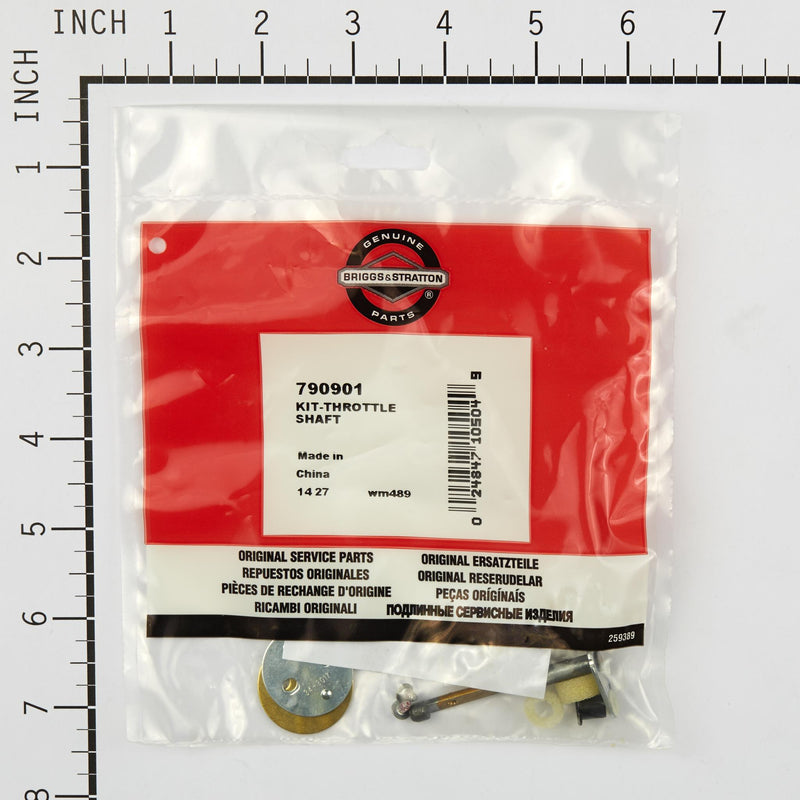 INCH 1 2 3 4 5 6 7
INCH
1
2
3
4
5
6
7
8
GENUINE
BRIGGS&STRATTON
®
PARTS
790901
KIT-THROTTLE
SHAFT
Made in
China
14 27 wm489
0 24847 10504 9
ORIGINAL SERVICE PARTS
REPUESTOS ORIGINALES
PIÈCES DE RECHANGE D'ORIGINE
RICAMBI ORIGINALI
ORIGINAL ERSATZTEILE
ORIGINAL RESERUDELAR
PEÇAS ORIGÍNAIS
ПОДЛИННЫЕ СЕРВИСНЫЕ ИЗДЕЛИЯ
259389